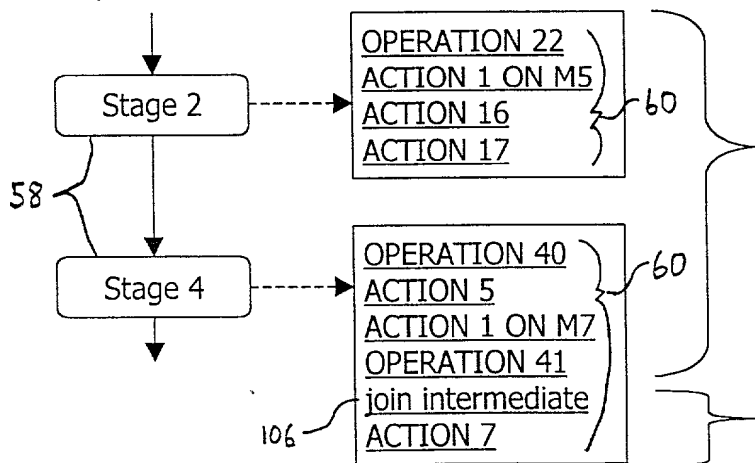 OPERATION 22
ACTION 1 ON M5
Stage 2
60
ACTION 16
ACTION 17
58
OPERATION 40
60
Stage 4
ACTION 5
ACTION 1 ON M7
OPERATION 41
join intermediate
106
ACTION 7